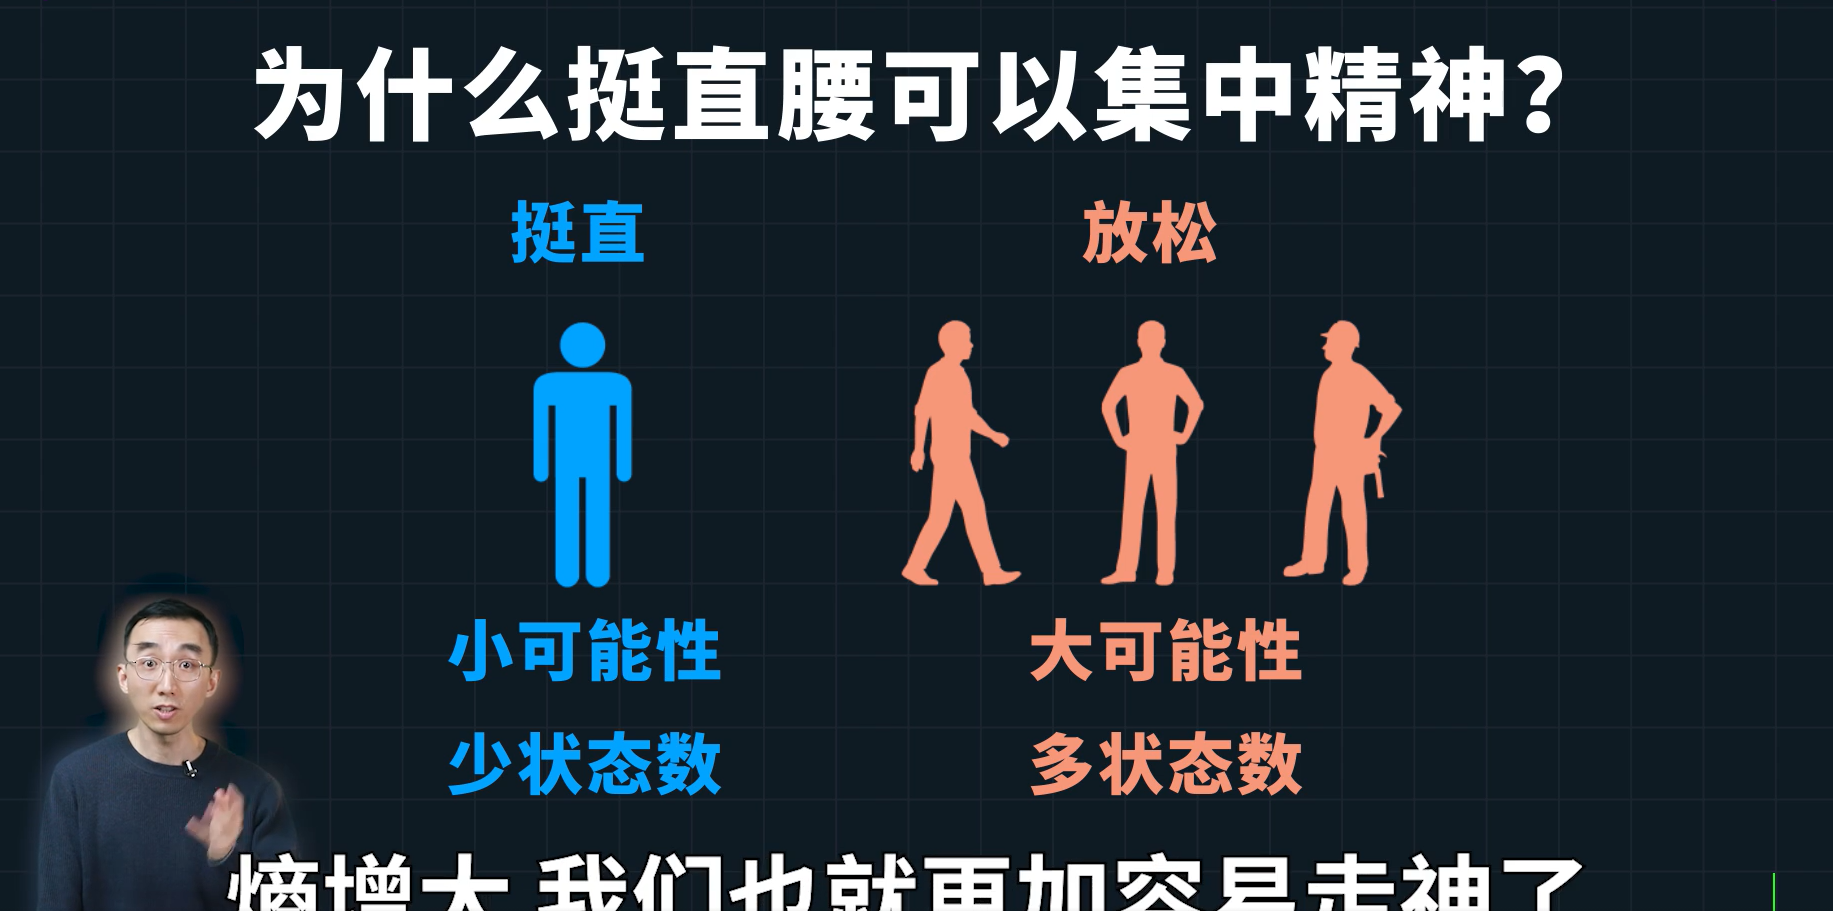 为什么挺直腰可以集中精神？
挺直
放松
小可能性
大可能性
少状态数
多状态数
熵增大 我们也就更加容易走神了